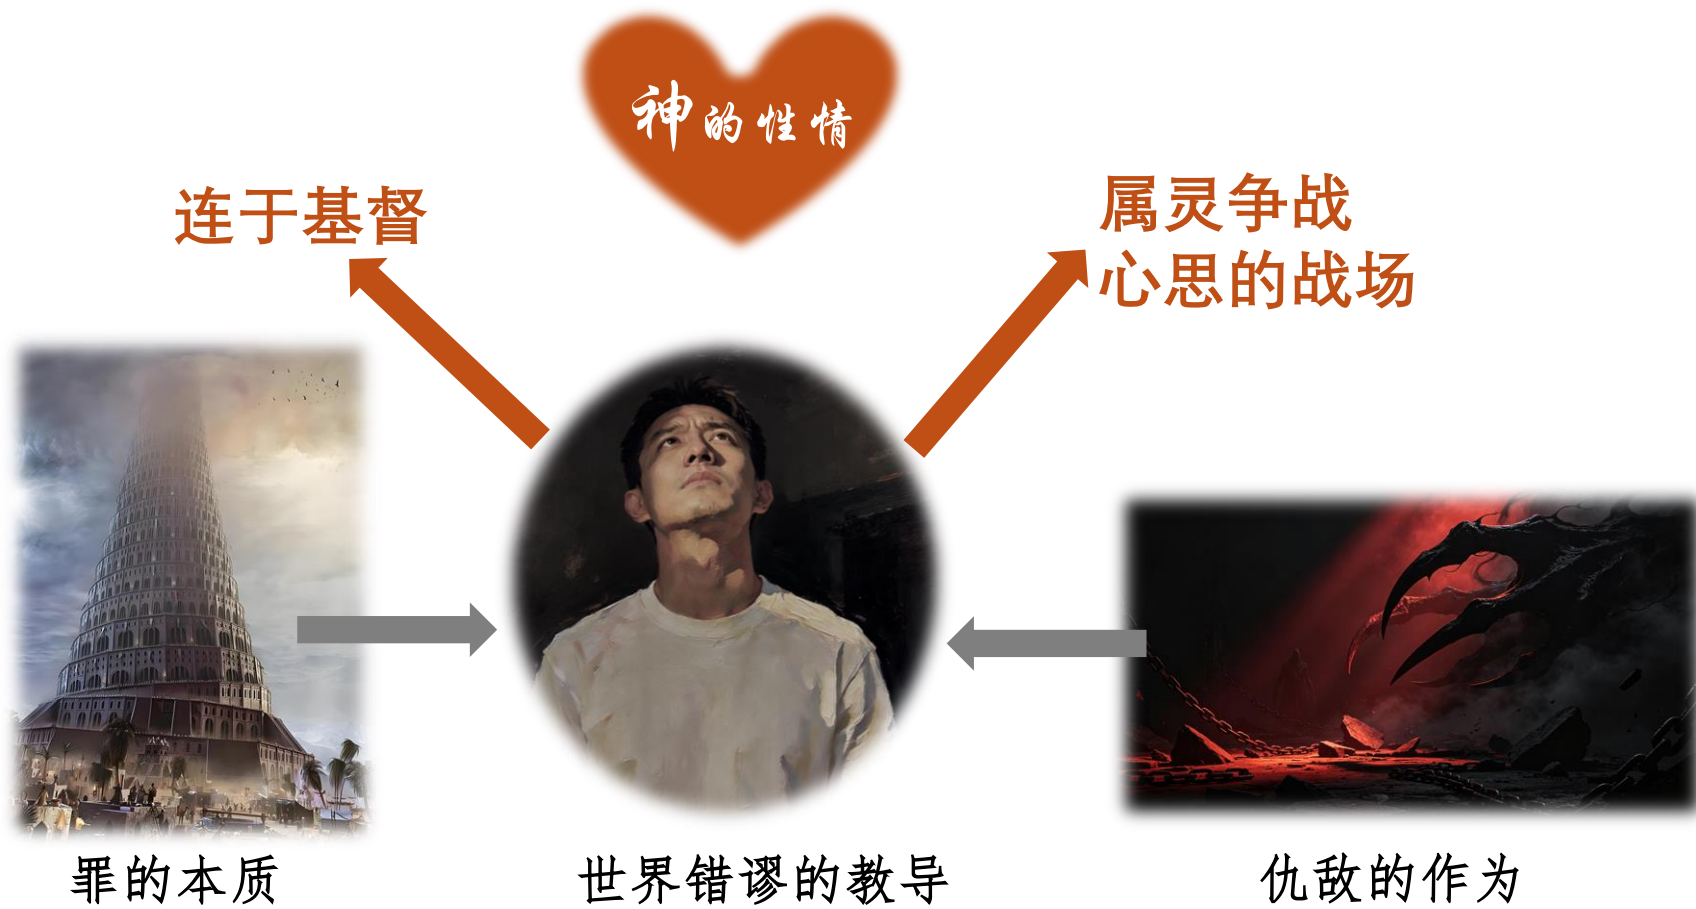 神的性情
连于基督
属灵争战
心思的战场
罪的本质
世界错谬的教导
仇敌的作为